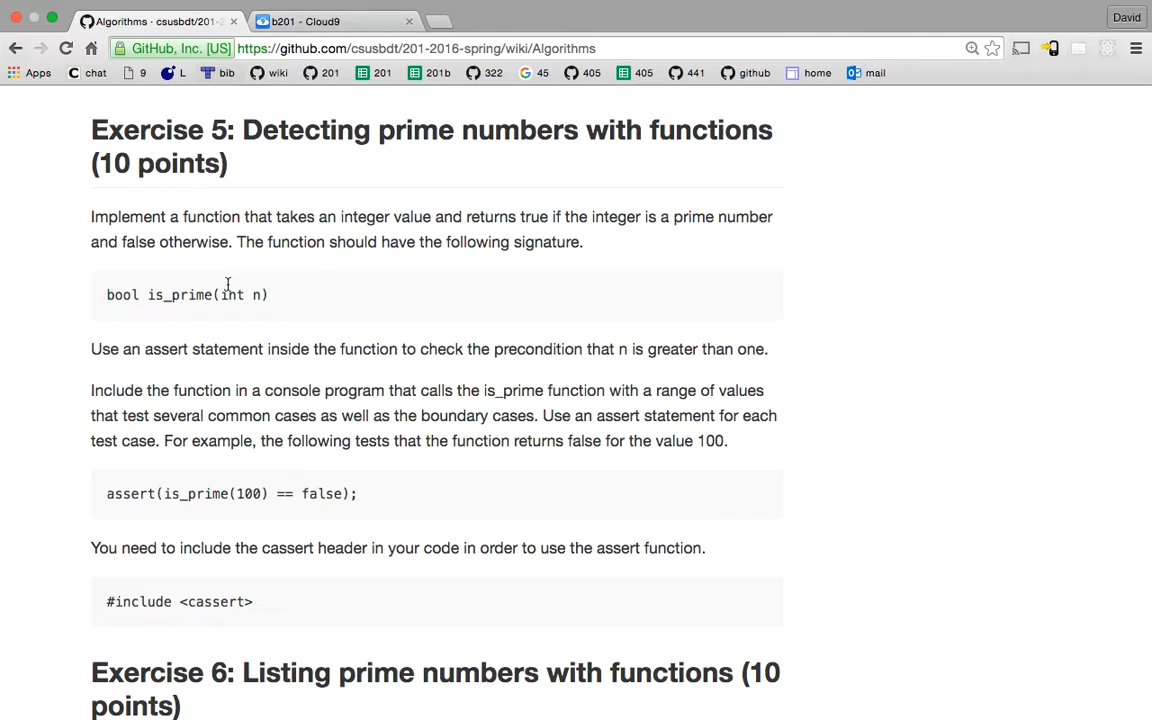 Algorithms · csusbdt/201-2
b201 - Cloud9
David
GitHub, Inc. [US]
https://github.com/csusbdt/201-2016-spring/wiki/Algorithms
Apps
chat
9
L
bib
wiki
201
201
201b
322
45
405
405
441
github
home
mail
Exercise 5: Detecting prime numbers with functions
(10 points)
Implement a function that takes an integer value and returns true if the integer is a prime number
and false otherwise. The function should have the following signature.
bool is_prime(int n)
Use an assert statement inside the function to check the precondition that n is greater than one.
Include the function in a console program that calls the is_prime function with a range of values
that test several common cases as well as the boundary cases. Use an assert statement for each
test case. For example, the following tests that the function returns false for the value 100.
assert(is_prime(100) == false);
You need to include the cassert header in your code in order to use the assert function.
#include <cassert>
Exercise 6: Listing prime numbers with functions (10
points)